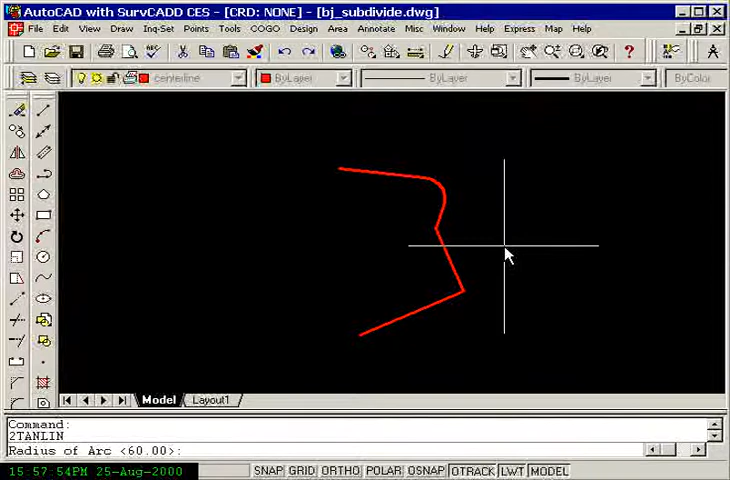 AutoCAD with SurvCADD CES - [CRD: NONE] - [bj_subdivide.dwg]
File Edit View Draw Inq-Set Points Tools COGO Design Area Annotate Misc Window Express Map Help
centerline ByLayer ByLayer ByLayer ByColor
Model Layout1
Command:
2TANLIN
Radius of Arc <60.00>:
15:57:54PM 25-Aug-2000 SNAP GRID ORTHO POLAR OSNAP OTRACK LWT MODEL